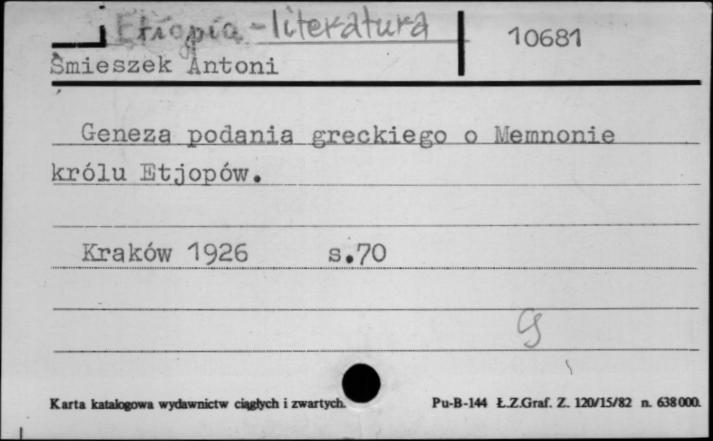 Etiopia - literatura
10681
Śmieszek Antoni
Geneza podania greckiego o Memnonie
królu Etjopów.
Kraków 1926 s.70
G
Karta katalogowa wydawnictw ciągłych i zwartych.
Pu-B-144 Ł.Z.Graf. Z. 120/15/82 n. 638000.